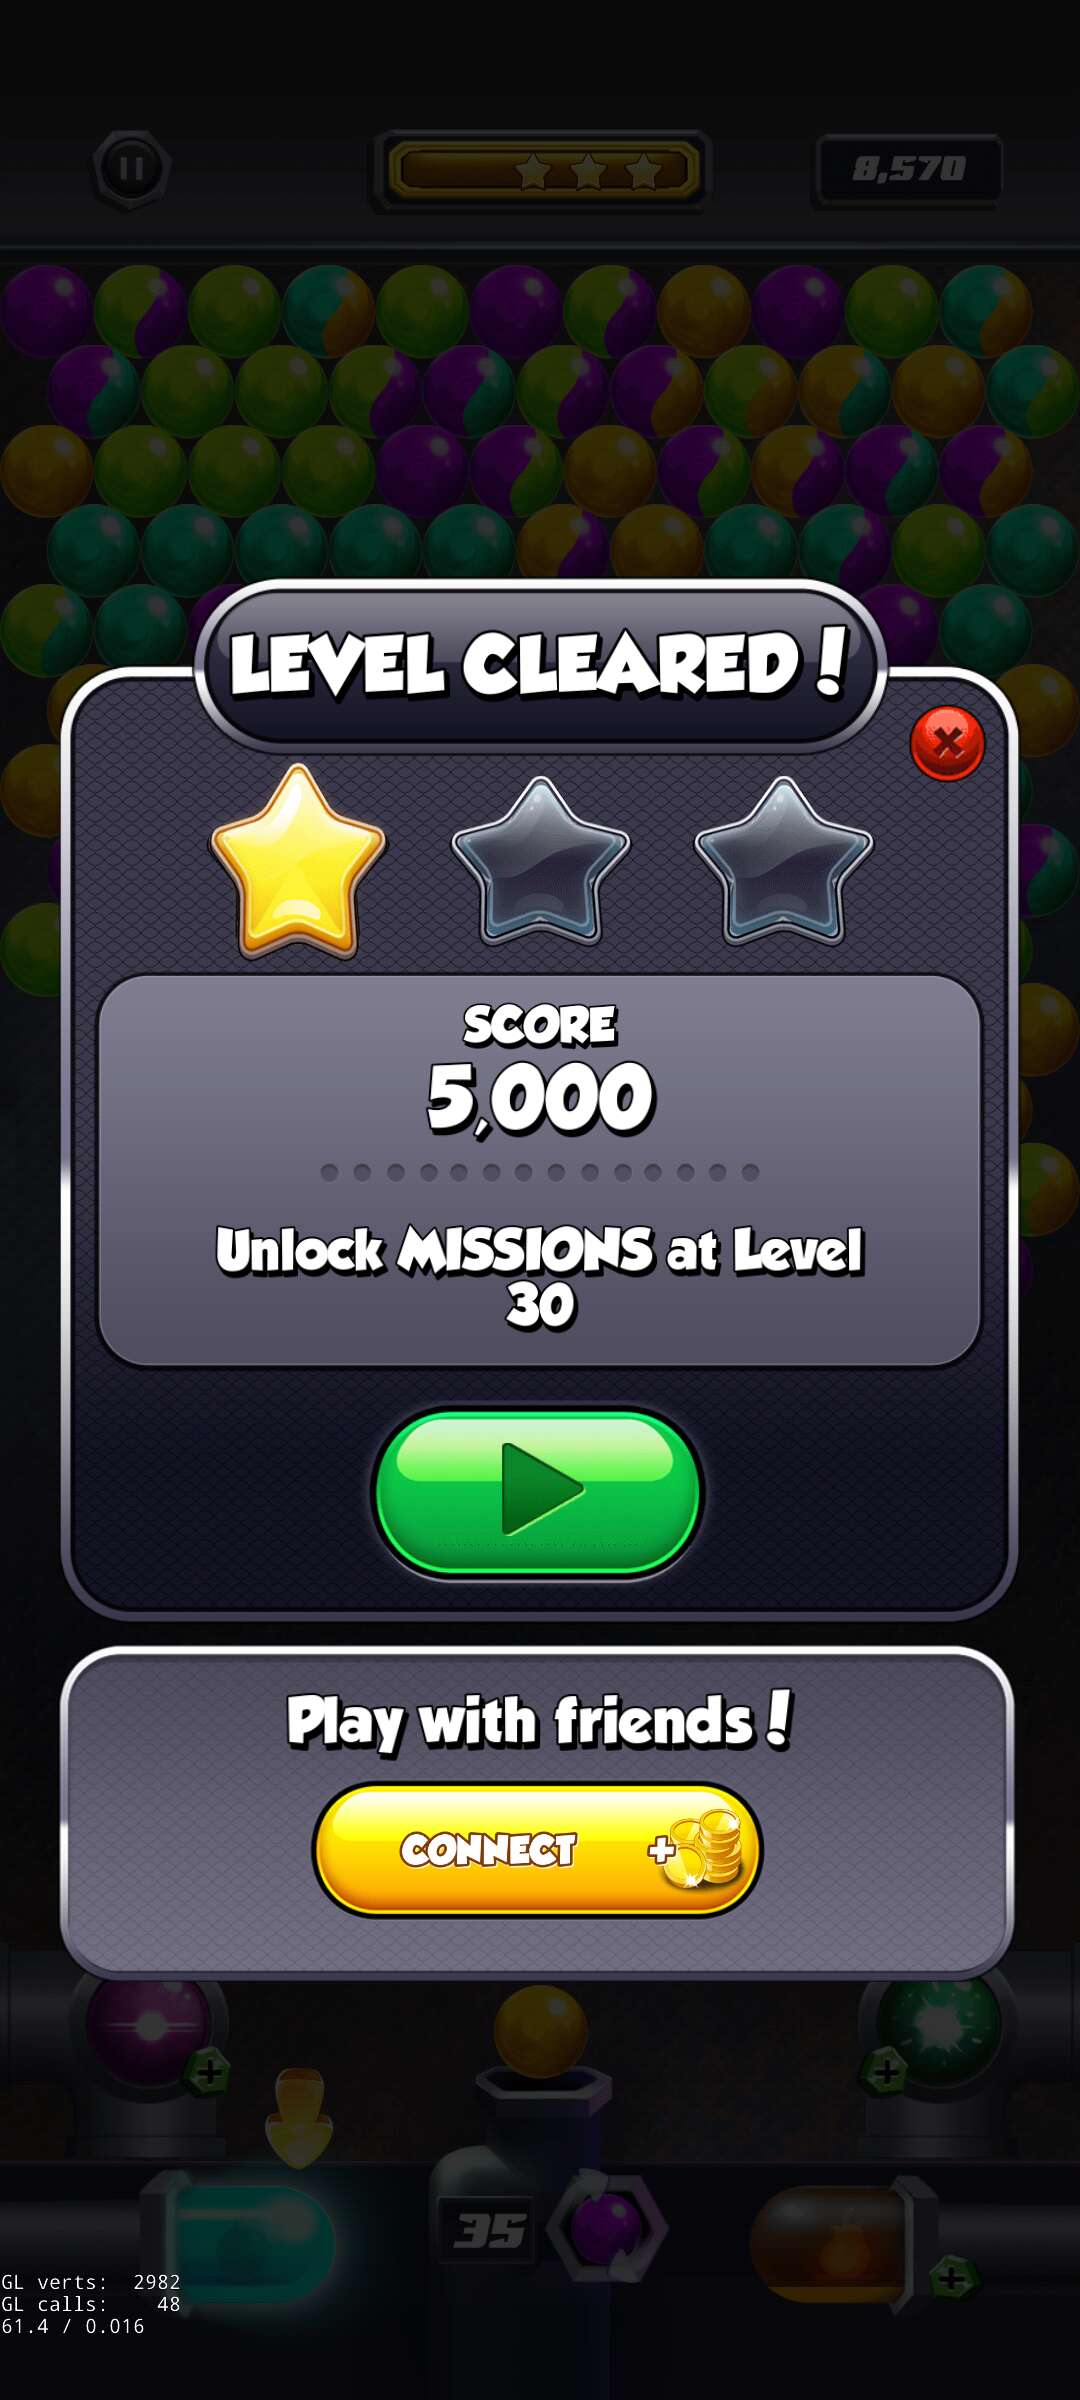 8,570
LEVEL CLEARED!
SCORE
5,000
Unlock MISSIONS at Level
30
Play with friends!
CONNECT +
35
GL verts: 2982
GL calls: 48
61.4 / 0.016